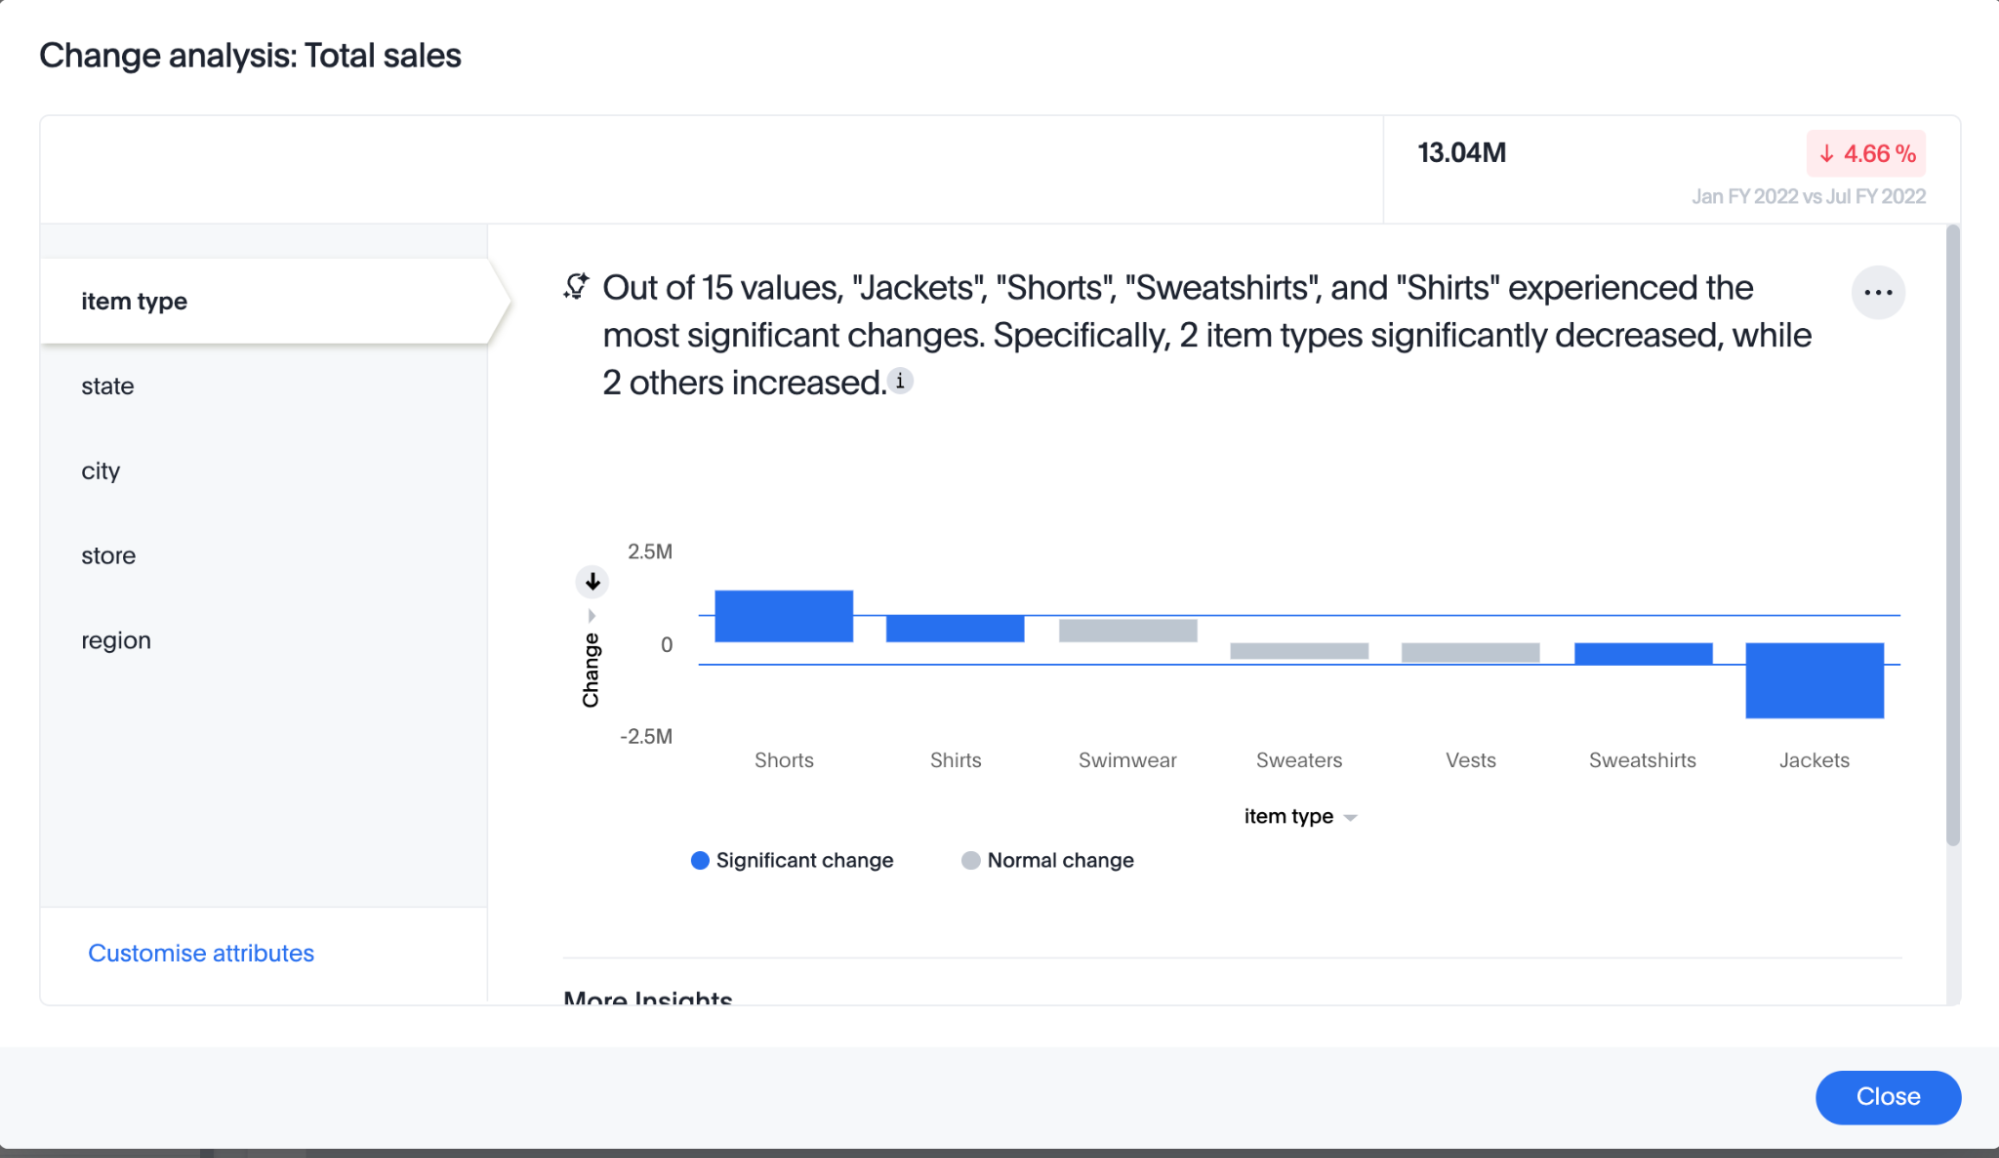 Change analysis: Total sales
13.04M
↓ 4.66 %
Jan FY 2022 vs Jul FY 2022
item type
state
city
store
region
Customise attributes
Out of 15 values, "Jackets", "Shorts", "Sweatshirts", and "Shirts" experienced the
most significant changes. Specifically, 2 item types significantly decreased, while
2 others increased. i
2.5M
0
-2.5M
Change
Shorts Shirts Swimwear Sweaters Vests Sweatshirts Jackets
item type
Significant change Normal change
More Insights
Close